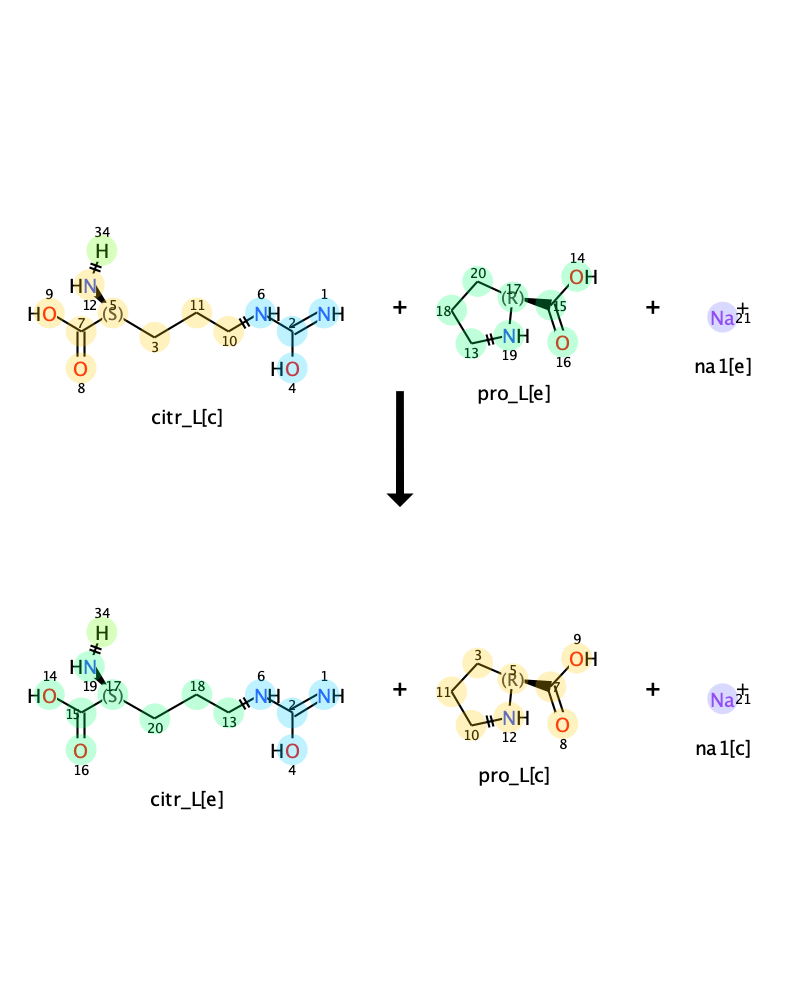 34
H
HN
12
9
HO
7
5
(S)
11
6
NH
1
NH
3
10
2
8
O
HO
4
citr_L[c]
+
20
17
(R)
14
OH
15
18
13
NH
19
O
16
pro_L[e]
+
Na+
21
na1[e]
34
H
HN
19
14
HO
15
17
(S)
18
6
NH
1
NH
20
13
2
O
16
HO
4
citr_L[e]
+
3
5
(R)
9
OH
7
11
10
NH
12
O
8
pro_L[c]
+
Na+
21
na1[c]